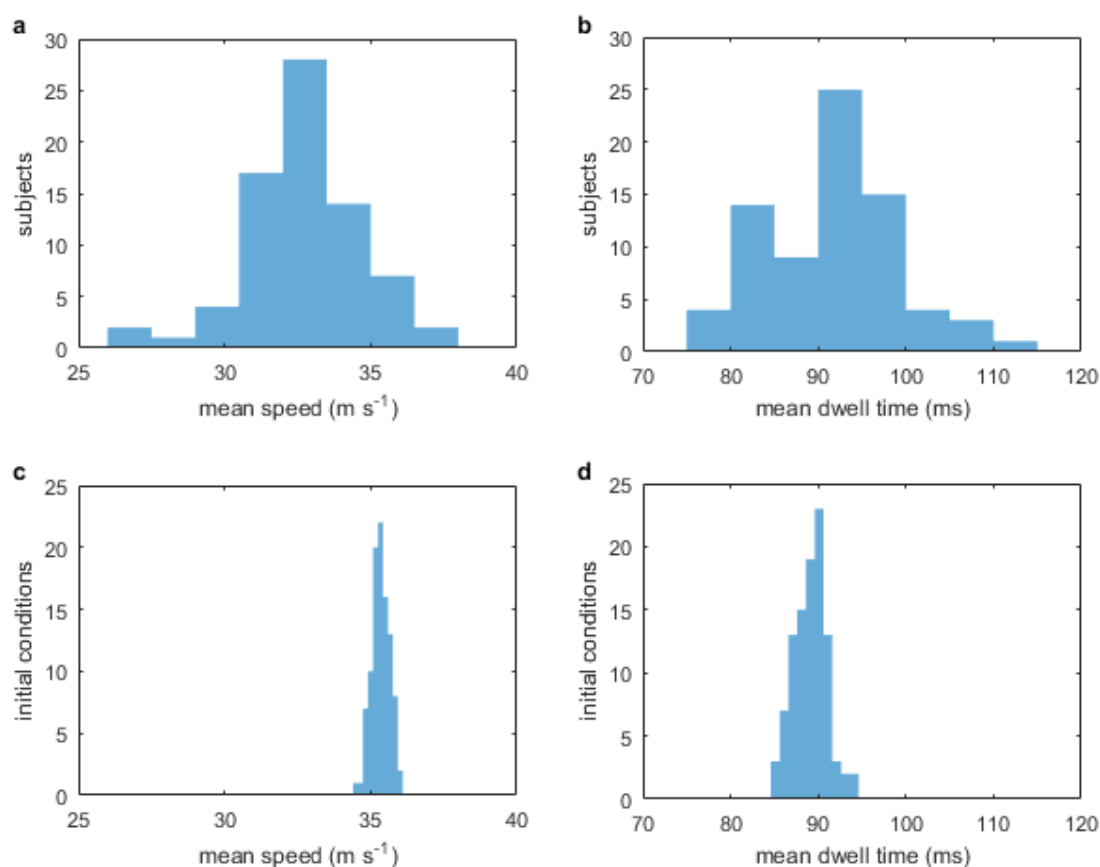 a
30
25
20
15
10
5
0
subjects
25 30 35 40
mean speed (m s-1)
b
30
25
20
15
10
5
0
subjects
70 80 90 100 110 120
mean dwell time (ms)
c
25
20
15
10
5
0
initial conditions
25 30 35 40
mean speed (m s-1)
d
25
20
15
10
5
0
initial conditions
70 80 90 100 110 120
mean dwell time (ms)